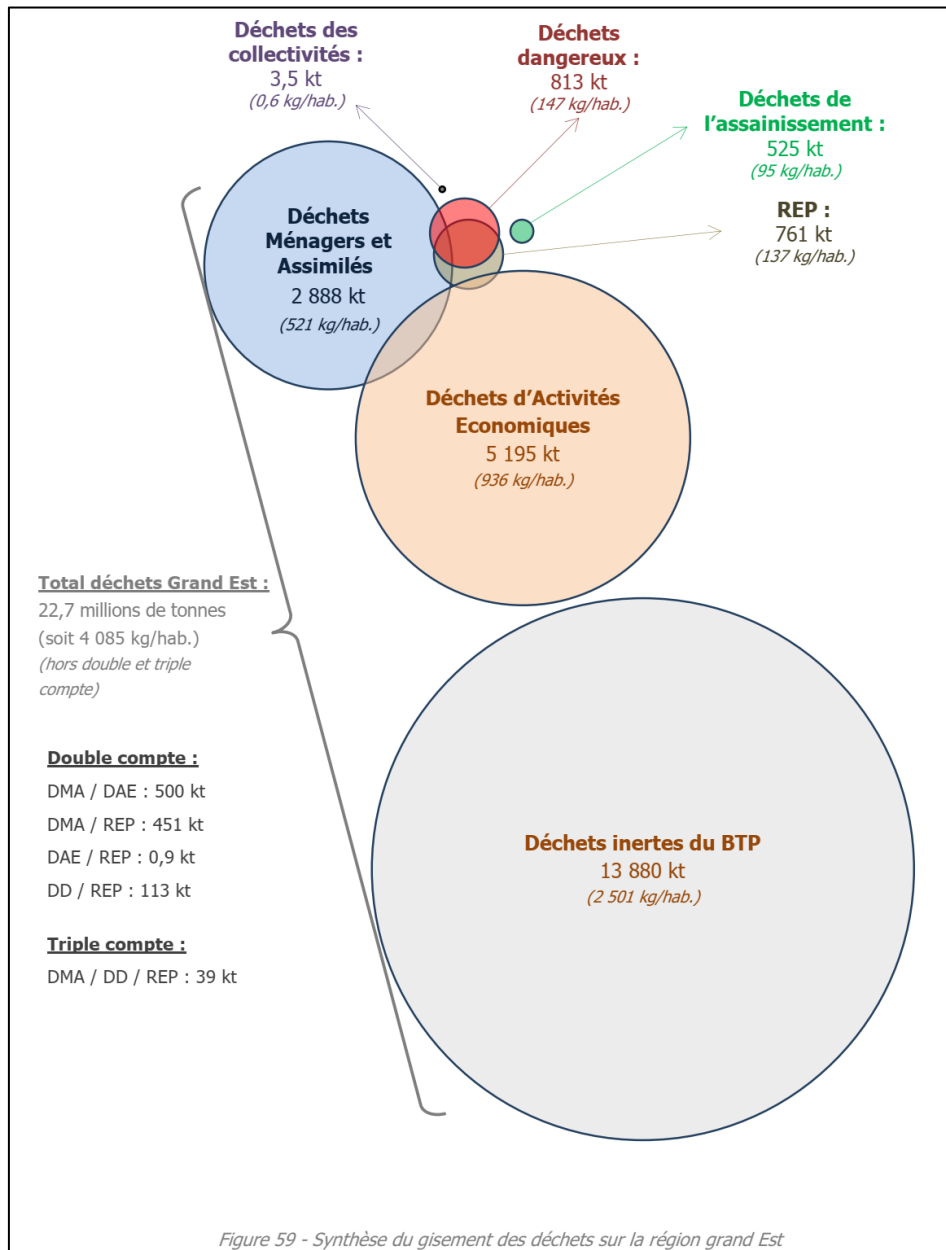 Déchets des
collectivités :
3,5 kt
(0,6 kg/hab.)
Déchets
dangereux :
813 kt
(147 kg/hab.)
Déchets de
l’assainissement :
525 kt
(95 kg/hab.)
REP :
761 kt
(137 kg/hab.)
Déchets
Ménagers et
Assimilés
2 888 kt
(521 kg/hab.)
Déchets d’Activités
Economiques
5 195 kt
(936 kg/hab.)
Total déchets Grand Est :
22,7 millions de tonnes
(soit 4 085 kg/hab.)
(hors double et triple
compte)
Double compte :
DMA / DAE : 500 kt
DMA / REP : 451 kt
DAE / REP : 0,9 kt
DD / REP : 113 kt
Triple compte :
DMA / DD / REP : 39 kt
Déchets inertes du BTP
13 880 kt
(2 501 kg/hab.)
Figure 59 - Synthèse du gisement des déchets sur la région grand Est